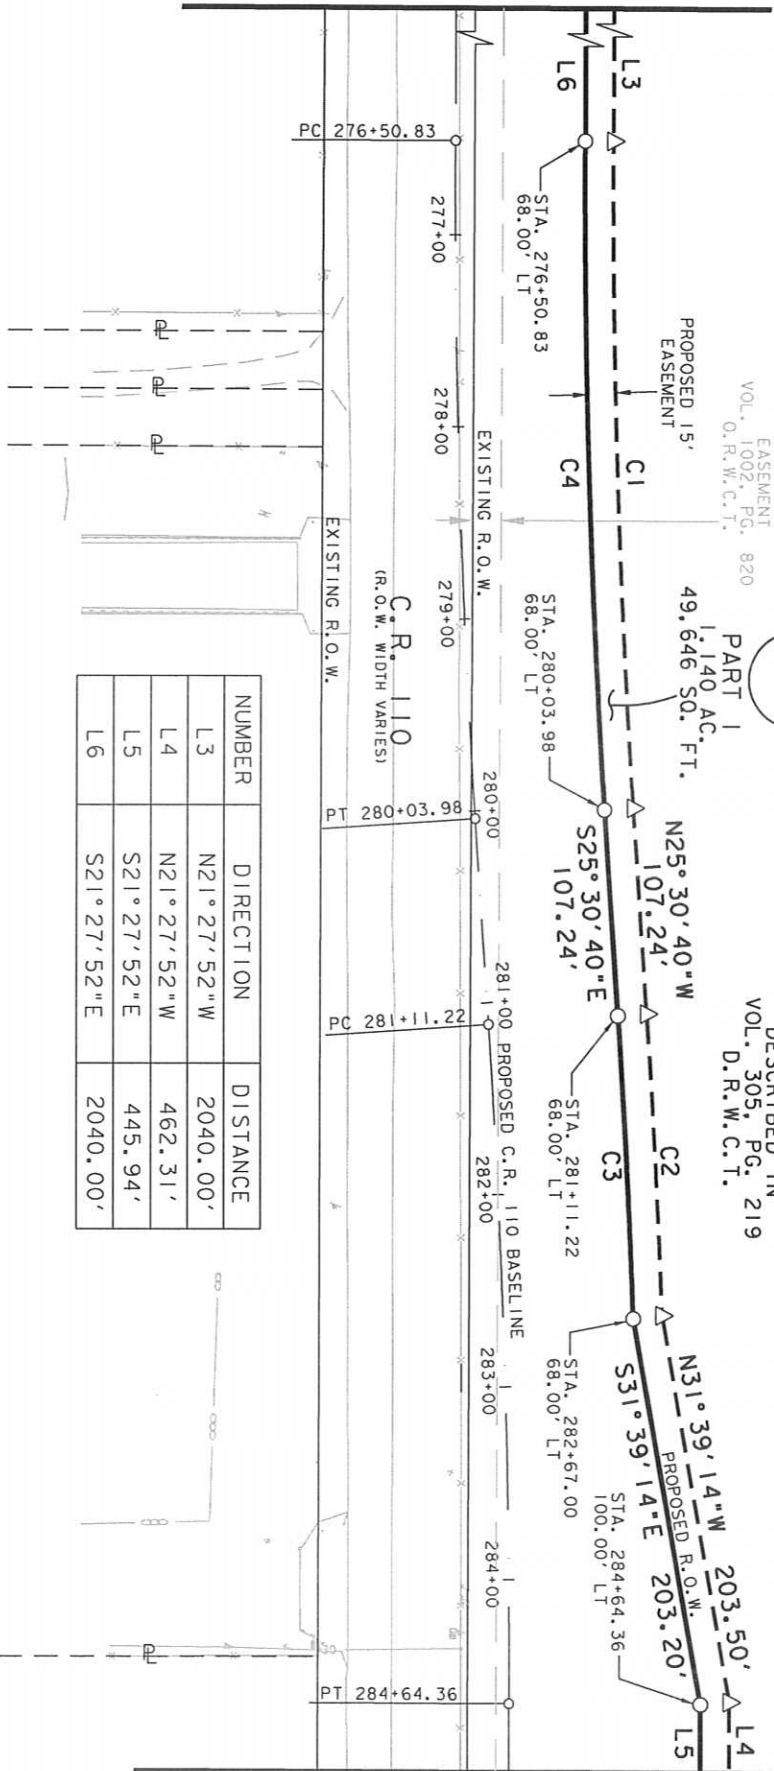 L3
L6
PC 276+50.83
STA. 276+50.83
68.00' LT
277+00
PROPOSED 15'
EASEMENT
EASEMENT
VOL. 1002, PG. 820
O.R.W.C.T.
278+00
EXISTING R.O.W.
C1
C4
EXISTING R.O.W.
C.R. 110
(R.O.W. WIDTH VARIES)
279+00
PART 1
1.140 AC.
49,646 SQ. FT.
STA. 280+03.98
68.00' LT
280+00
PT 280+03.98
N25°30'40"W
107.24'
S25°30'40"E
107.24'
DESCRIBED IN
VOL. 305, PG. 219
D.R.W.C.T.
281+00
PROPOSED C.R. 110 BASELINE
PC 281+11.22
STA. 281+11.22
68.00' LT
C2
C3
282+00
283+00
STA. 282+67.00
68.00' LT
N31°39'14"W 203.50'
PROPOSED R.O.W.
S31°39'14"E 203.20'
284+00
STA. 284+64.36
100.00' LT
PT 284+64.36
L4
L5
PL
PL
PL
PL
NUMBER DIRECTION DISTANCE
L3 N21°27'52"W 2040.00'
L4 N21°27'52"W 462.31'
L5 S21°27'52"E 445.94'
L6 S21°27'52"E 2040.00'